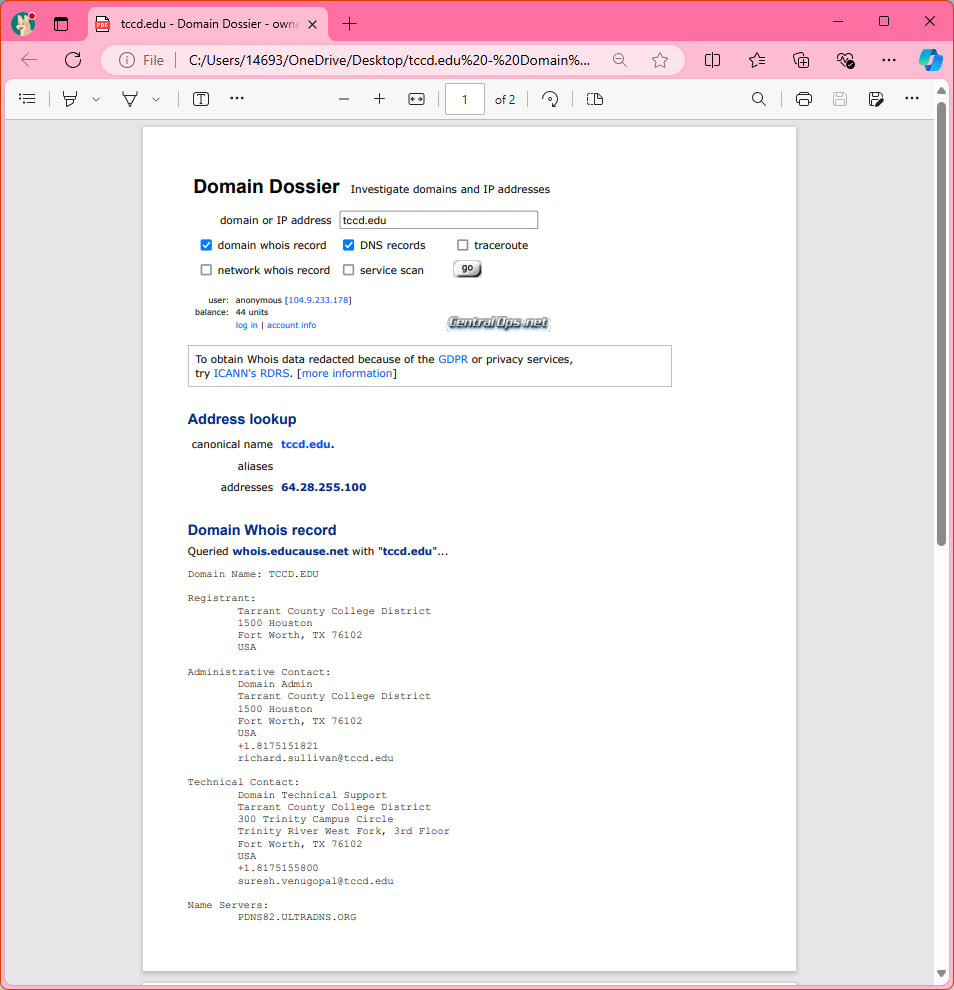 tccd.edu - Domain Dossier - owne
File
C:/Users/14693/OneDrive/Desktop/tccd.edu%20-%20Domain%...
1 of 2
Domain Dossier Investigate domains and IP addresses
domain or IP address tccd.edu
domain whois record DNS records traceroute
network whois record service scan go
user: anonymous [104.9.233.178]
balance: 44 units
log in | account info
CentralOps.net
To obtain Whois data redacted because of the GDPR or privacy services,
try ICANN's RDRS. [more information]
Address lookup
canonical name tccd.edu.
aliases
addresses 64.28.255.100
Domain Whois record
Queried whois.educause.net with "tccd.edu"...
Domain Name: TCCD.EDU
Registrant:
Tarrant County College District
1500 Houston
Fort Worth, TX 76102
USA
Administrative Contact:
Domain Admin
Tarrant County College District
1500 Houston
Fort Worth, TX 76102
USA
+1.8175151821
richard.sullivan@tccd.edu
Technical Contact:
Domain Technical Support
Tarrant County College District
300 Trinity Campus Circle
Trinity River West Fork, 3rd Floor
Fort Worth, TX 76102
USA
+1.8175155800
suresh.venugopal@tccd.edu
Name Servers:
PDNS82.ULTRADNS.ORG